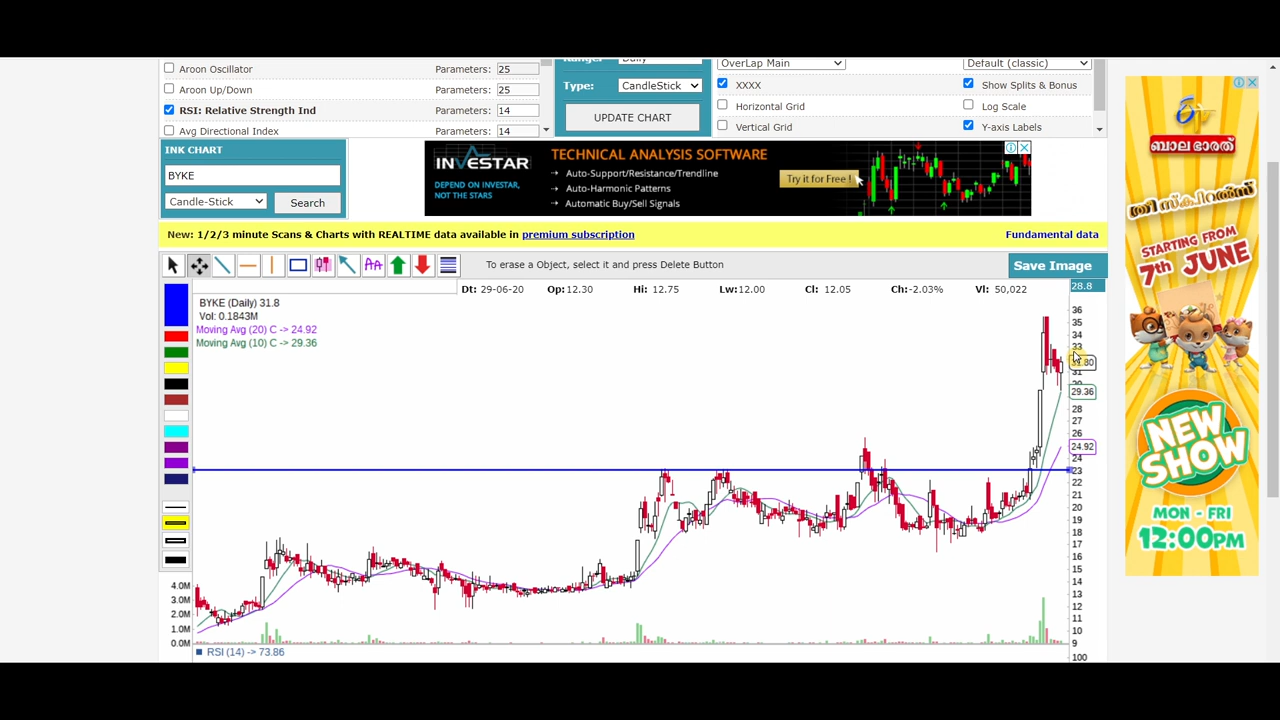 Aroon Oscillator Parameters: 25
Aroon Up/Down Parameters: 25
RSI: Relative Strength Ind Parameters: 14
Avg Directional Index Parameters: 14
Daily
Type: CandleStick
UPDATE CHART
OverLap Main Default (classic)
XXXX Show Splits & Bonus
Horizontal Grid Log Scale
Vertical Grid Y-axis Labels
INK CHART
BYKE
Candle-Stick Search
INVESTAR
DEPEND ON INVESTAR,
NOT THE STARS
TECHNICAL ANALYSIS SOFTWARE
Auto-Support/Resistance/Trendline
Auto-Harmonic Patterns
Automatic Buy/Sell Signals
Try it for Free !
New: 1/2/3 minute Scans & Charts with REALTIME data available in premium subscription Fundamental data
To erase a Object, select it and press Delete Button
Save Image
Dt: 29-06-20 Op:12.30 Hi: 12.75 Lw:12.00 Cl: 12.05 Ch:-2.03% Vl: 50,022
28.8
BYKE (Daily) 31.8
Vol: 0.1843M
Moving Avg (20) C -> 24.92
Moving Avg (10) C -> 29.36
36
35
34
33
31
29.36
28
27
26
24.92
24
23
22
21
20
19
18
17
16
15
14
13
12
11
10
9
100
4.0M
3.0M
2.0M
1.0M
0.0M
RSI (14) -> 73.86
ബാല ഭാരത്
STARTING FROM
7TH JUNE
NEW
SHOW
MON - FRI
12:00PM